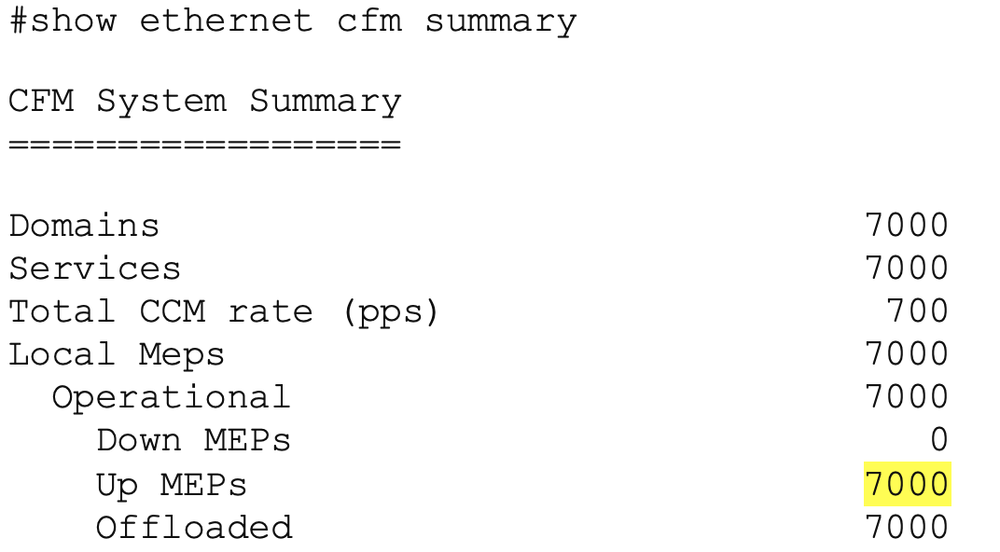 #show ethernet cfm summary
CFM System Summary
==================
Domains 7000
Services 7000
Total CCM rate (pps) 700
Local Meps 7000
Operational 7000
Down MEPs 0
Up MEPs 7000
Offloaded 7000